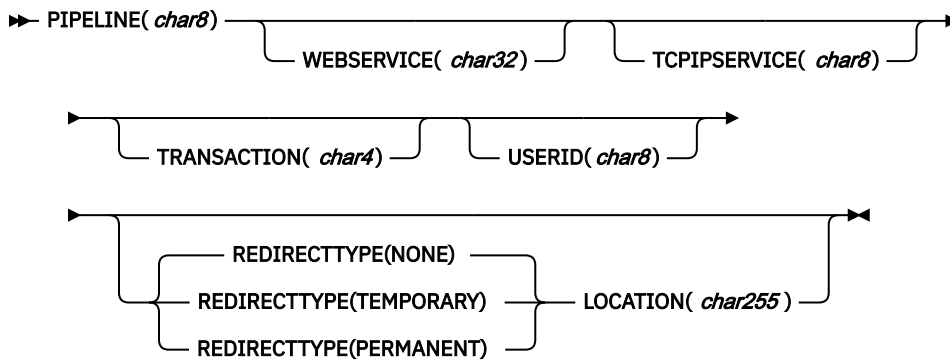 PIPELINE( char8)
WEBSERVICE( char32)
TCPIPSERVICE( char8)
TRANSACTION( char4)
USERID( char8)
REDIRECTTYPE(NONE)
REDIRECTTYPE(TEMPORARY)
LOCATION( char255)
REDIRECTTYPE(PERMANENT)